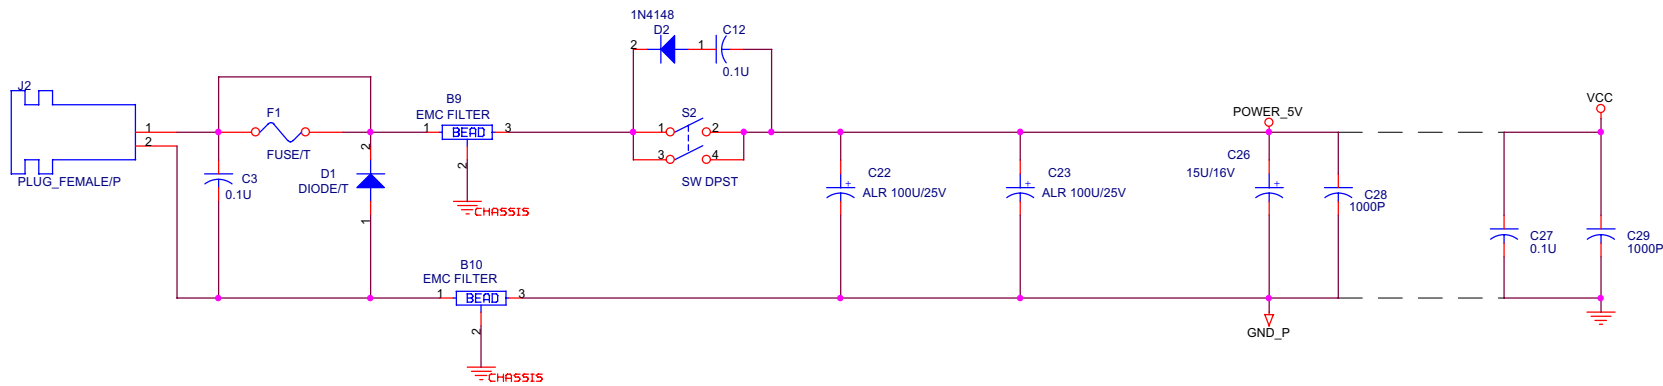 J2
1
2
PLUG_FEMALE/P
F1
FUSE/T
C3
0.1U
D1
DIODE/T
2
1
B9
EMC FILTER
1
BEAD
3
2
CHASSIS
B10
EMC FILTER
1
BEAD
3
2
CHASSIS
1N4148
D2
2
1
C12
0.1U
S2
1
2
3
4
SW DPST
C22
+
ALR 100U/25V
C23
+
ALR 100U/25V
POWER_5V
C26
15U/16V
+
C28
1000P
GND_P
VCC
C27
0.1U
C29
1000P